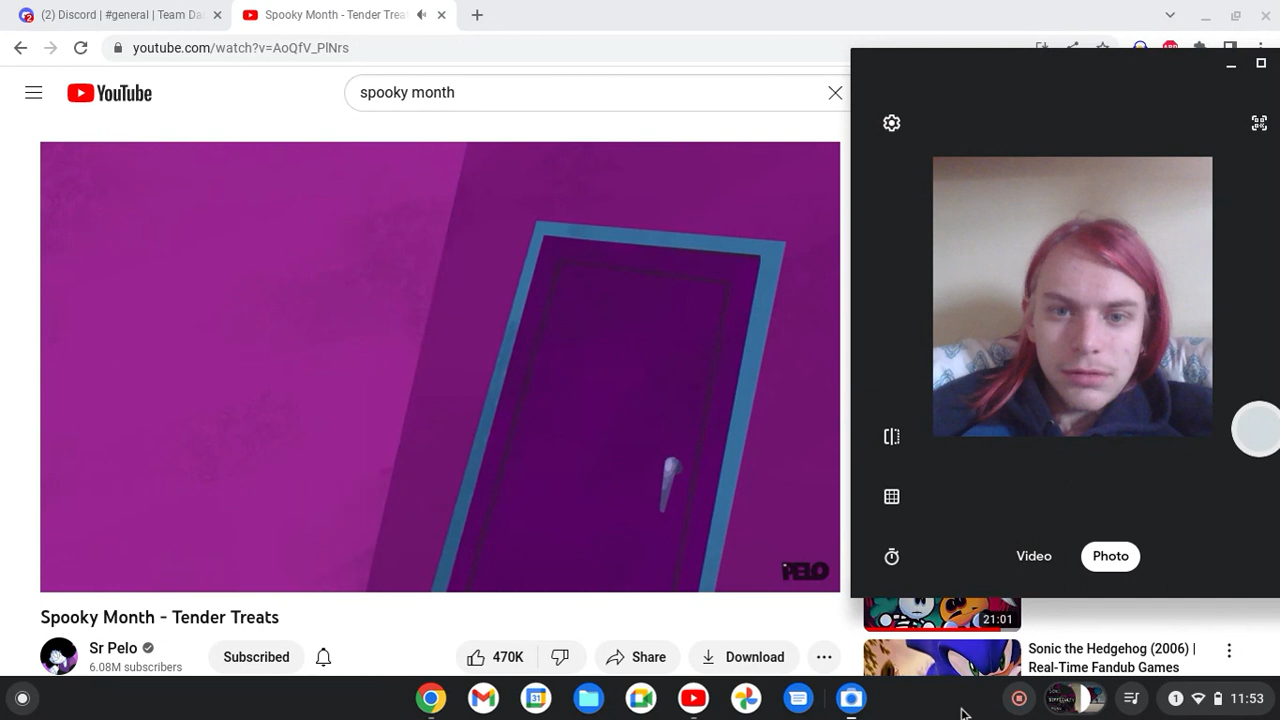 (2) Discord | #general | Team Da
Spooky Month - Tender Treat
youtube.com/watch?v=AoQfV_PlNrs
YouTube
spooky month
PELO
Video
Photo
Spooky Month - Tender Treats
Sr Pelo
6.08M subscribers
Subscribed
470K
Share
Download
21:01
Sonic the Hedgehog (2006) |
Real-Time Fandub Games
1
11:53